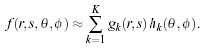 f(r, s, θ, ϕ) ≈ ∑_{k=1}^{K} g_k(r, s) h_k(θ, ϕ).